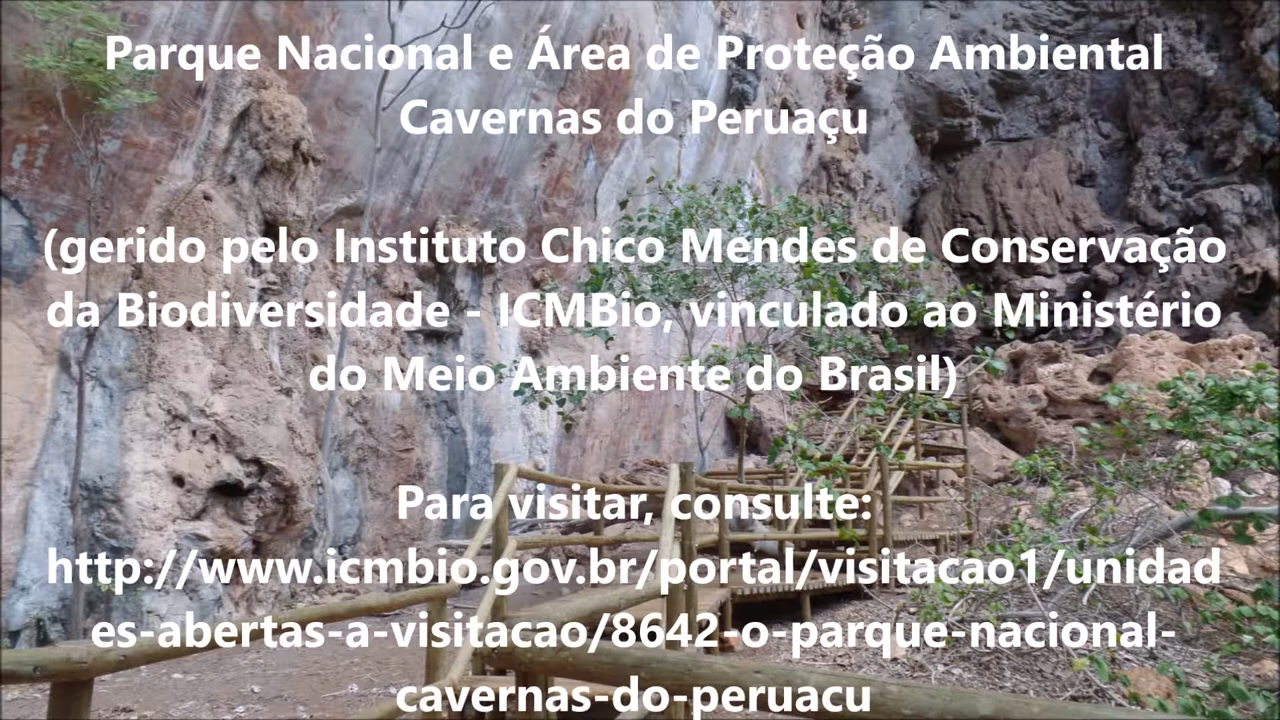 Parque Nacional e Área de Proteção Ambiental
Cavernas do Peruaçu
(gerido pelo Instituto Chico Mendes de Conservação
da Biodiversidade - ICMBio, vinculado ao Ministério
do Meio Ambiente do Brasil)
Para visitar, consulte:
http://www.icmbio.gov.br/portal/visitacao1/unidad
es-abertas-a-visitacao/8642-o-parque-nacional-
cavernas-do-peruacu